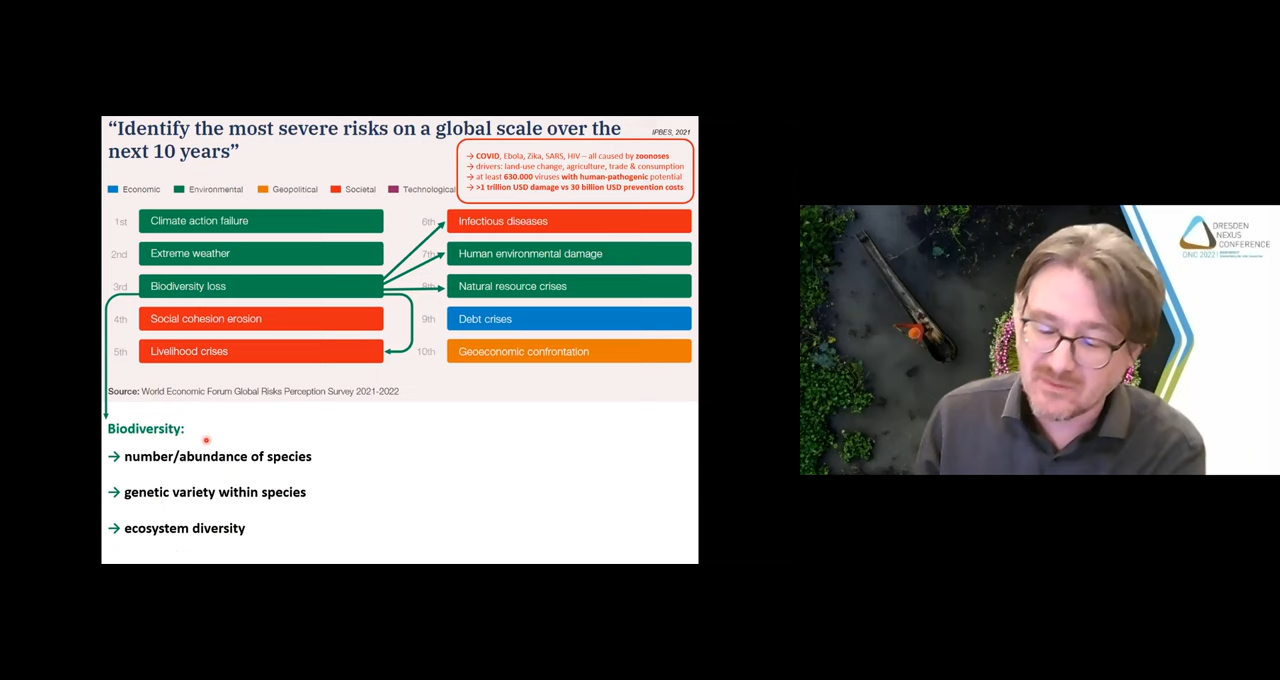 “Identify the most severe risks on a global scale over the
next 10 years”
IPBES, 2021
→ COVID, Ebola, Zika, SARS, HIV – all caused by zoonoses
→ drivers: land-use change, agriculture, trade & consumption
→ at least 630.000 viruses with human-pathogenic potential
→ >1 trillion USD damage vs 30 billion USD prevention costs
Economic
Environmental
Geopolitical
Societal
Technological
1st Climate action failure
2nd Extreme weather
3rd Biodiversity loss
4th Social cohesion erosion
5th Livelihood crises
6th Infectious diseases
7th Human environmental damage
8th Natural resource crises
9th Debt crises
10th Geoeconomic confrontation
Source: World Economic Forum Global Risks Perception Survey 2021-2022
Biodiversity:
→ number/abundance of species
→ genetic variety within species
→ ecosystem diversity
DRESDEN
NEXUS
CONFERENCE
DNC 2022